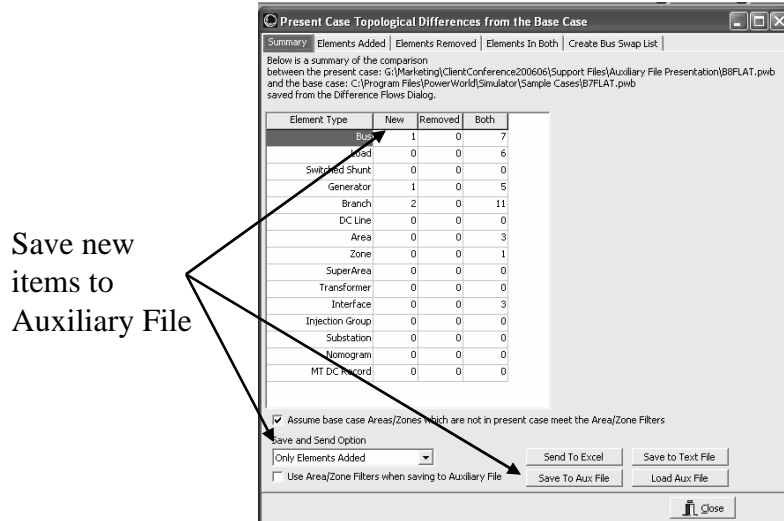 Present Case Topological Differences from the Base Case
Summary Elements Added Elements Removed Elements In Both Create Bus Swap List
Below is a summary of the comparison
between the present case: G:\Marketing\ClientConference200606\Support Files\Auxiliary File Presentation\B8FLAT.pwb
and the base case: C:\Program Files\PowerWorld\Simulator\Sample Cases\B7FLAT.pwb
saved from the Difference Flows Dialog.
Element Type New Removed Both
Bus 1 0 7
Load 0 0 6
Switched Shunt 0 0 0
Generator 1 0 5
Branch 2 0 11
DC Line 0 0 0
Area 0 0 3
Zone 0 0 1
SuperArea 0 0 0
Transformer 0 0 0
Interface 0 0 3
Injection Group 0 0 0
Substation 0 0 0
Nomogram 0 0 0
MT DC Record 0 0 0
Save new
items to
Auxiliary File
Assume base case Areas/Zones which are not in present case meet the Area/Zone Filters
Save and Send Option
Only Elements Added Send To Excel Save to Text File
Use Area/Zone Filters when saving to Auxiliary File Save To Aux File Load Aux File
Close